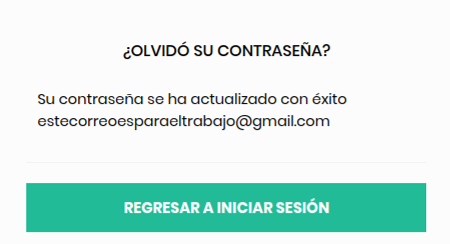 ¿OLVIDÓ SU CONTRASEÑA?
Su contraseña se ha actualizado con éxito
estecorreoesparaeltrabajo@gmail.com
REGRESAR A INICIAR SESIÓN